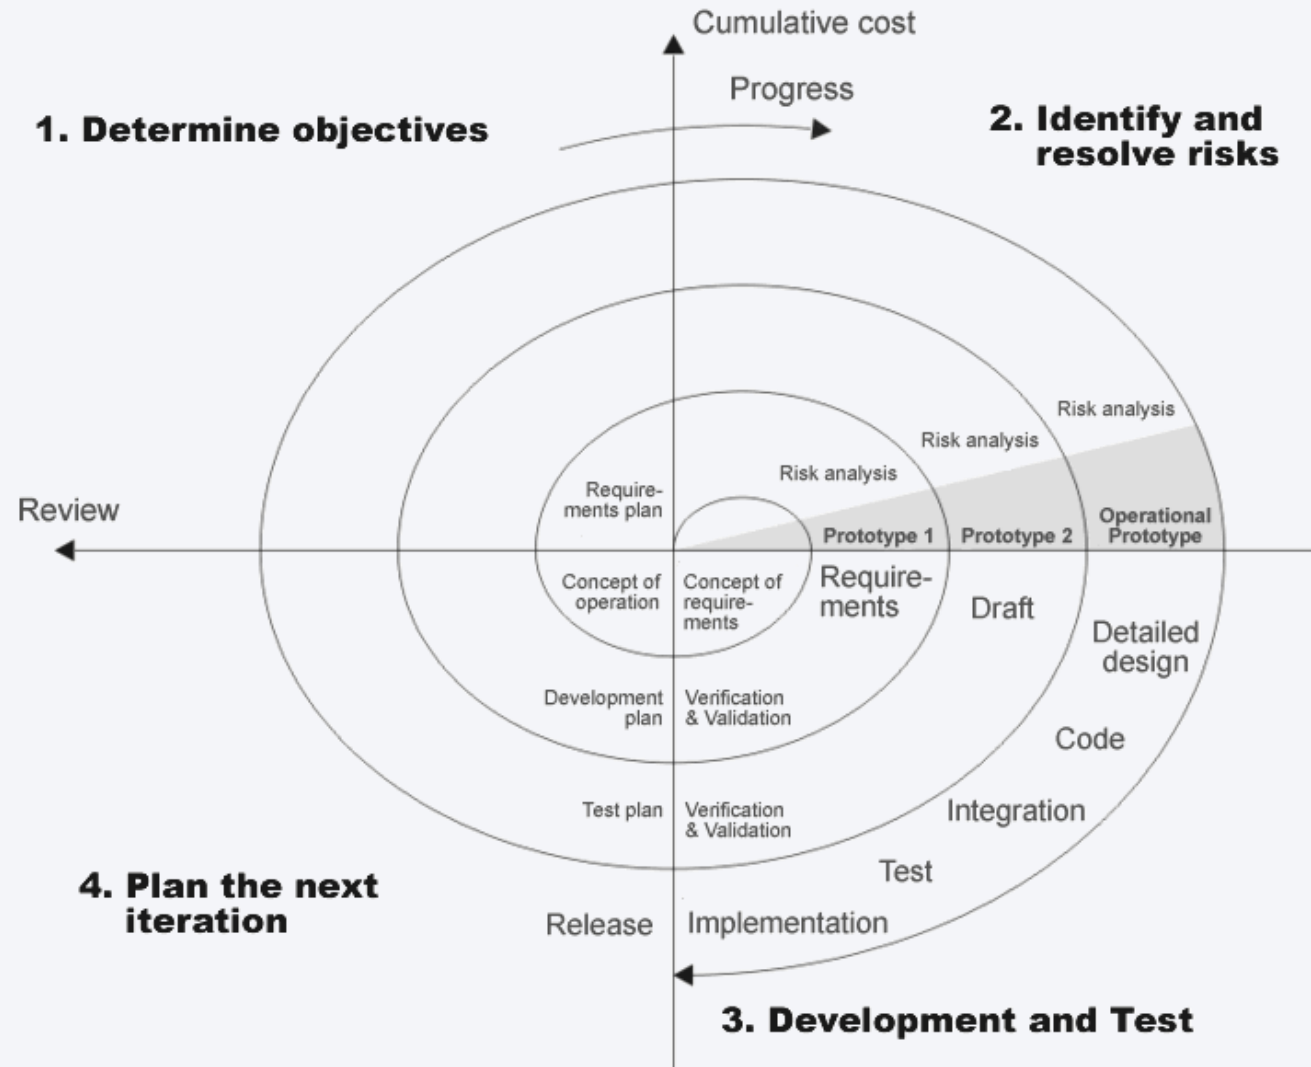 Cumulative cost
Progress
1. Determine objectives
2. Identify and
resolve risks
Risk analysis
Risk analysis
Risk analysis
Require-
ments plan
Review
Operational
Prototype
Prototype 1
Prototype 2
Concept of
operation
Concept of
require-
ments
Require-
ments
Draft
Detailed
design
Development
plan
Verification
& Validation
Code
Test plan
Verification
& Validation
Integration
Test
4. Plan the next
iteration
Release
Implementation
3. Development and Test